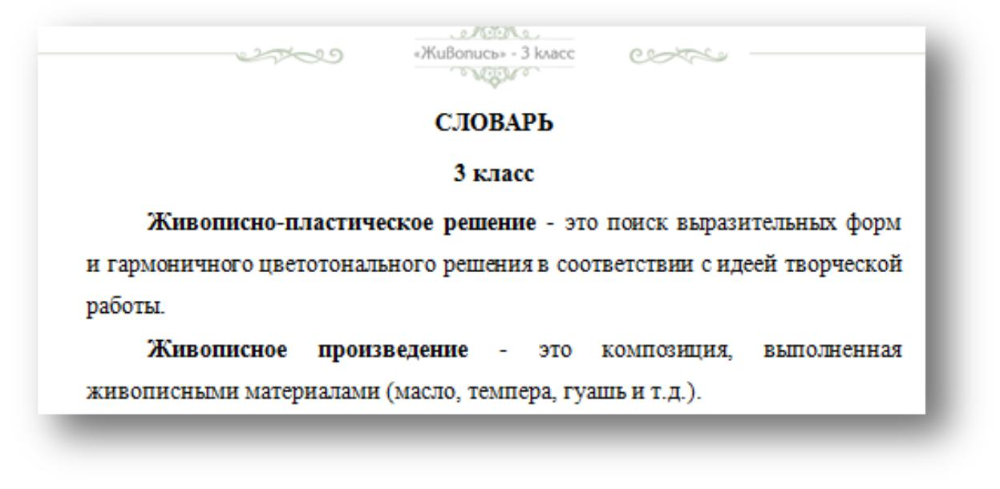 «Живопись» - 3 класс
СЛОВАРЬ
3 класс
Живописно-пластическое решение - это поиск выразительных форм
и гармоничного цветотонального решения в соответствии с идеей творческой
работы.
Живописное произведение - это композиция, выполненная
живописными материалами (масло, темпера, гуашь и т.д.).